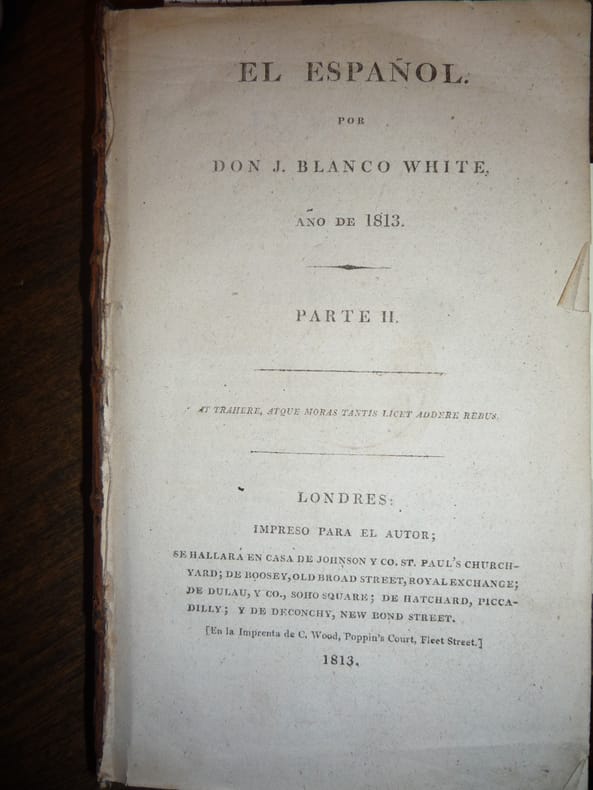 EL ESPAÑOL.
POR
DON J. BLANCO WHITE,
AÑO DE 1813.
PARTE II.
AT TRAHERE, ATQUE MORAS TANTIS LICET ADDERE REBUS.
LONDRES:
IMPRESO PARA EL AUTOR;
SE HALLARÁ EN CASA DE JOHNSON Y CO. ST. PAUL'S CHURCH-
YARD; DE BOOSEY, OLD BROAD STREET, ROYAL EXCHANGE;
DE DULAU, Y CO., SOHO SQUARE; DE HATCHARD, PICCA-
DILLY; Y DE DECONCHY, NEW BOND STREET.
[En la Imprenta de C. Wood, Poppin's Court, Fleet Street.]
1813.